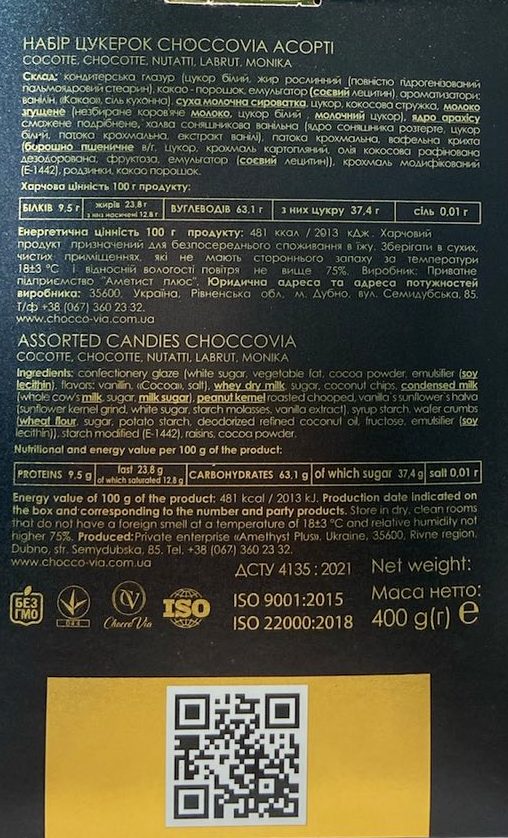 НАБІР ЦУКЕРОК CHOCCOVIA АСОРТІ
COCOTTE, CHOCOTTE, NUTATTI, LABRUT, MONIKA
Склад: кондитерська глазур (цукор білий, жир рослинний (повністю гідрогенізований
пальмоядровий стеарин), какао - порошок, емульгатор (соєвий лецитин), ароматизатори:
ванілін, «Какао», сіль кухонна), суха молочна сироватка, цукор, кокосова стружка, молоко
згущене (незбиране коров'яче молоко, цукор білий , молочний цукор), ядро арахісу
смажене подрібнене, халва соняшникова ванільна (ядро соняшника розтерте, цукор
білий, патока крохмальна, екстракт ванілі), патока крохмальна, вафельна крихта
(борошно пшеничне в/г, цукор, крохмаль картопляний, олія кокосова рафінована
дезодорована, фруктоза, емульгатор (соєвий лецитин)), крохмаль модифікований
(Е-1442), родзинки, какао порошок.
Харчова цінність 100 г продукту:
БІЛКІВ 9,5 г жирів 23,8 г ВУГЛЕВОДІВ 63,1 г з них цукру 37,4 г сіль 0,01 г
з них насичені 12,8 г
Енергетична цінність 100 г продукту: 481 ккал / 2013 кДж. Харчовий
продукт призначений для безпосереднього споживання в їжу. Зберігати в сухих,
чистих приміщеннях, які не мають стороннього запаху за температури
18±3 °C і відносній вологості повітря не вище 75%. Виробник: Приватне
підприємство "Аметист плюс". Юридична адреса та адреса потужностей
виробника: 35600, Україна, Рівненська обл., м. Дубно, вул. Семидубська, 85.
Т/ф +38 (067) 360 23 32.
www.chocco-via.com.ua
ASSORTED CANDIES CHOCCOVIA
COCOTTE, CHOCOTTE, NUTATTI, LABRUT, MONIKA
Ingredients: confectionery glaze (white sugar, vegetable fat, cocoa powder, emulsifier (soy
lecithin), flavors: vanillin, «Cocoa», salt), whey dry milk, sugar, coconut chips, condensed milk
(whole cow's milk, sugar, milk sugar), peanut kernel roasted chooped, vanilla's sunflower's halva
(sunflower kernel grind, white sugar, starch molasses, vanilla extract), syrup starch, wafer crumbs
(wheat flour, sugar, potato starch, deodorized refined coconut oil, fructose, emulsifier (soy
lecithin)), starch modified (E-1442), raisins, cocoa powder.
Nutritional and energy value per 100 g of the product:
PROTEINS 9,5 g fast 23,8 g CARBOHYDRATES 63,1 g of which sugar 37,4 g salt 0,01 g
of which saturated 12,8 g
Energy value of 100 g of the product: 481 kcal / 2013 kJ. Production date indicated on
the box and corresponding to the number and party products. Store in dry, clean rooms
that do not have a foreign smell at a temperature of 18±3 °C and relative humidity not
higher 75%. Produced: Private enterprise «Amethyst Plus». Ukraine, 35600, Rivne region,
Dubno, str. Semydubska, 85. Tel. +38 (067) 360 23 32.
www.chocco-via.com.ua
ДСТУ 4135 : 2021 Net weight:
БЕЗ ГМО
Chocco Via
ISO
ISO 9001:2015 Маса нетто:
ISO 22000:2018 400 g(г) e